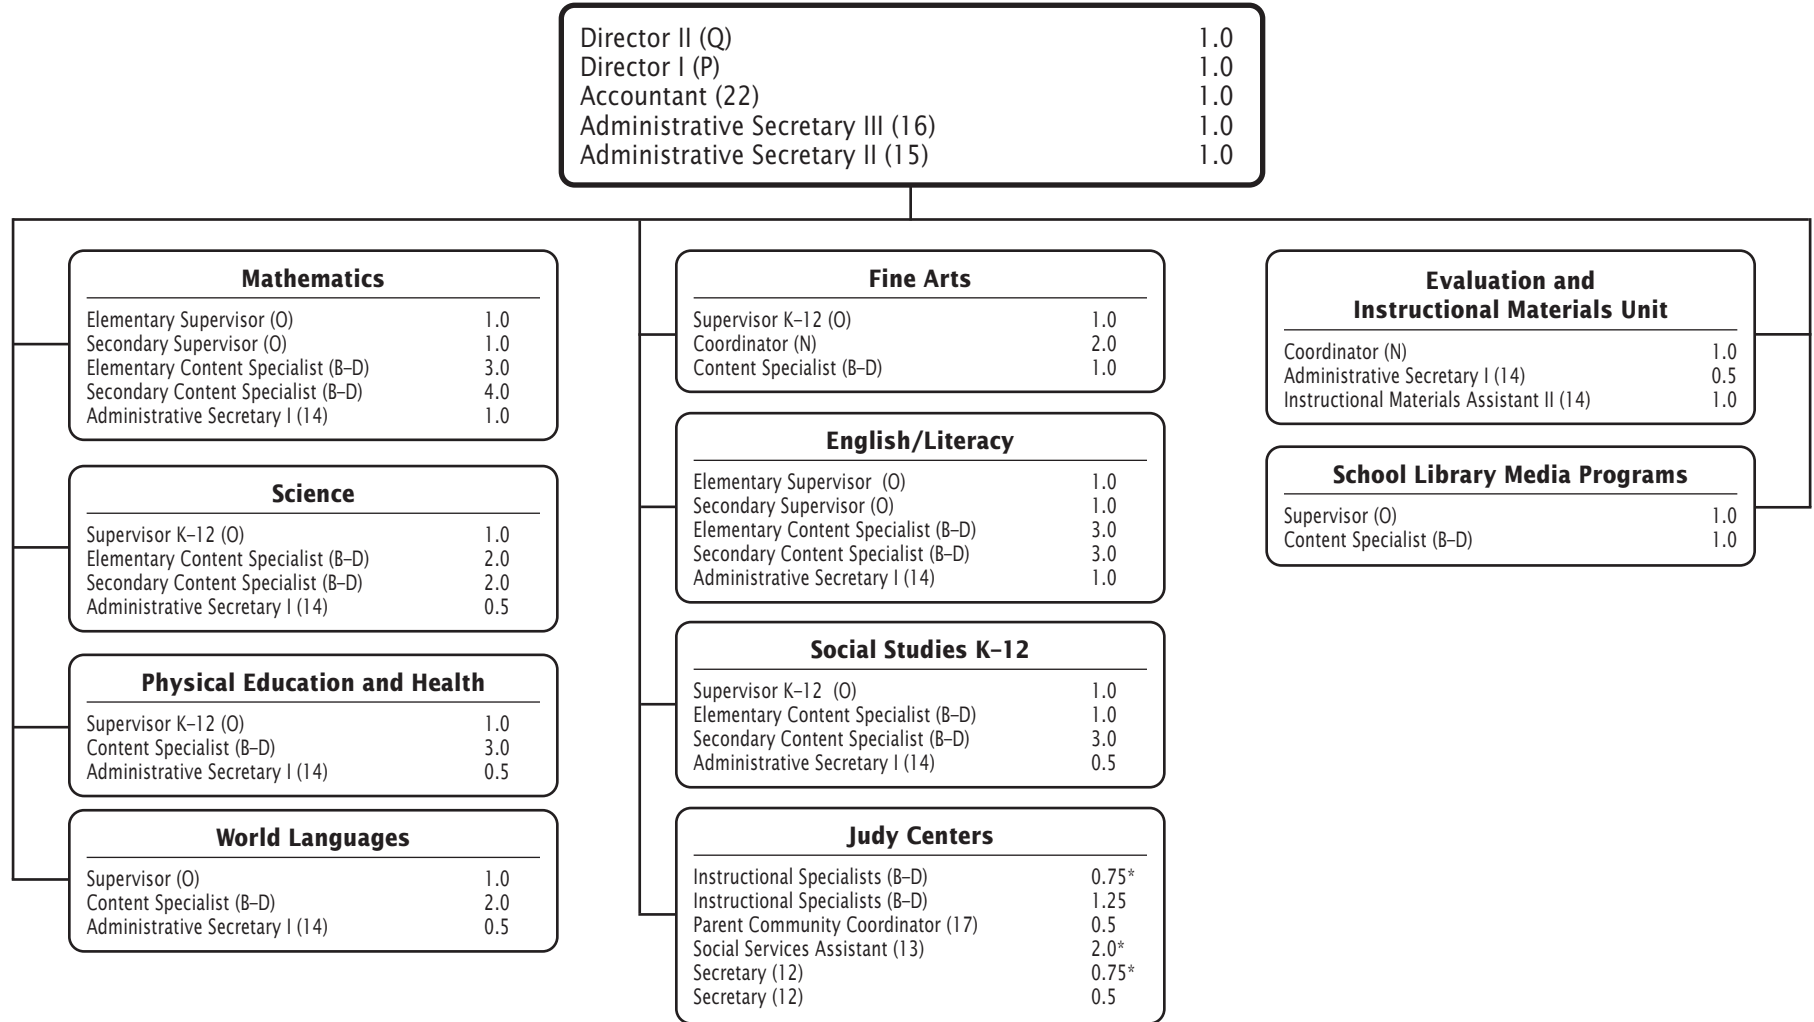 Director II (Q) 1.0
Director I (P) 1.0
Accountant (22) 1.0
Administrative Secretary III (16) 1.0
Administrative Secretary II (15) 1.0
Mathematics
Elementary Supervisor (O) 1.0
Secondary Supervisor (O) 1.0
Elementary Content Specialist (B–D) 3.0
Secondary Content Specialist (B–D) 4.0
Administrative Secretary I (14) 1.0
Science
Supervisor K–12 (O) 1.0
Elementary Content Specialist (B–D) 2.0
Secondary Content Specialist (B–D) 2.0
Administrative Secretary I (14) 0.5
Physical Education and Health
Supervisor K–12 (O) 1.0
Content Specialist (B–D) 3.0
Administrative Secretary I (14) 0.5
World Languages
Supervisor (O) 1.0
Content Specialist (B–D) 2.0
Administrative Secretary I (14) 0.5
Fine Arts
Supervisor K–12 (O) 1.0
Coordinator (N) 2.0
Content Specialist (B–D) 1.0
English/Literacy
Elementary Supervisor (O) 1.0
Secondary Supervisor (O) 1.0
Elementary Content Specialist (B–D) 3.0
Secondary Content Specialist (B–D) 3.0
Administrative Secretary I (14) 1.0
Social Studies K–12
Supervisor K–12 (O) 1.0
Elementary Content Specialist (B–D) 1.0
Secondary Content Specialist (B–D) 3.0
Administrative Secretary I (14) 0.5
Judy Centers
Instructional Specialists (B–D) 0.75*
Instructional Specialists (B–D) 1.25
Parent Community Coordinator (17) 0.5
Social Services Assistant (13) 2.0*
Secretary (12) 0.75*
Secretary (12) 0.5
Evaluation and
Instructional Materials Unit
Coordinator (N) 1.0
Administrative Secretary I (14) 0.5
Instructional Materials Assistant II (14) 1.0
School Library Media Programs
Supervisor (O) 1.0
Content Specialist (B–D) 1.0